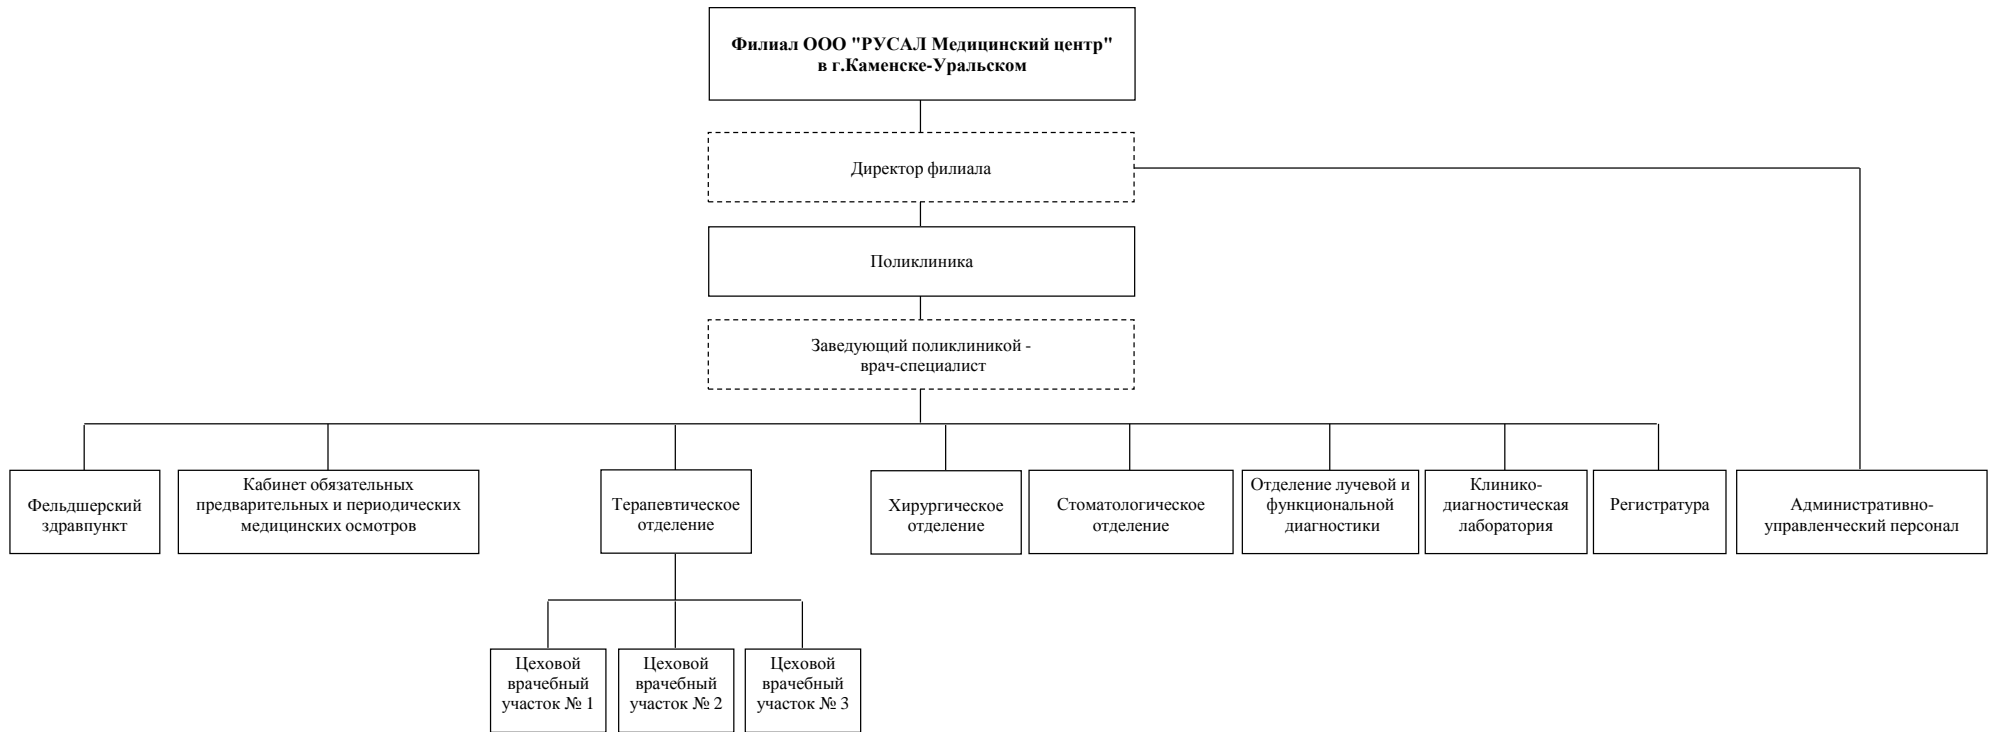 Филиал ООО "РУСАЛ Медицинский центр"
в г.Каменске-Уральском
Директор филиала
Поликлиника
Заведующий поликлиникой -
врач-специалист
Фельдшерский
здравпункт
Кабинет обязательных
предварительных и периодических
медицинских осмотров
Терапевтическое
отделение
Хирургическое
отделение
Стоматологическое
отделение
Отделение лучевой и
функциональной
диагностики
Клинико-
диагностическая
лаборатория
Регистратура
Административно-
управленческий персонал
Цеховой
врачебный
участок № 1
Цеховой
врачебный
участок № 2
Цеховой
врачебный
участок № 3